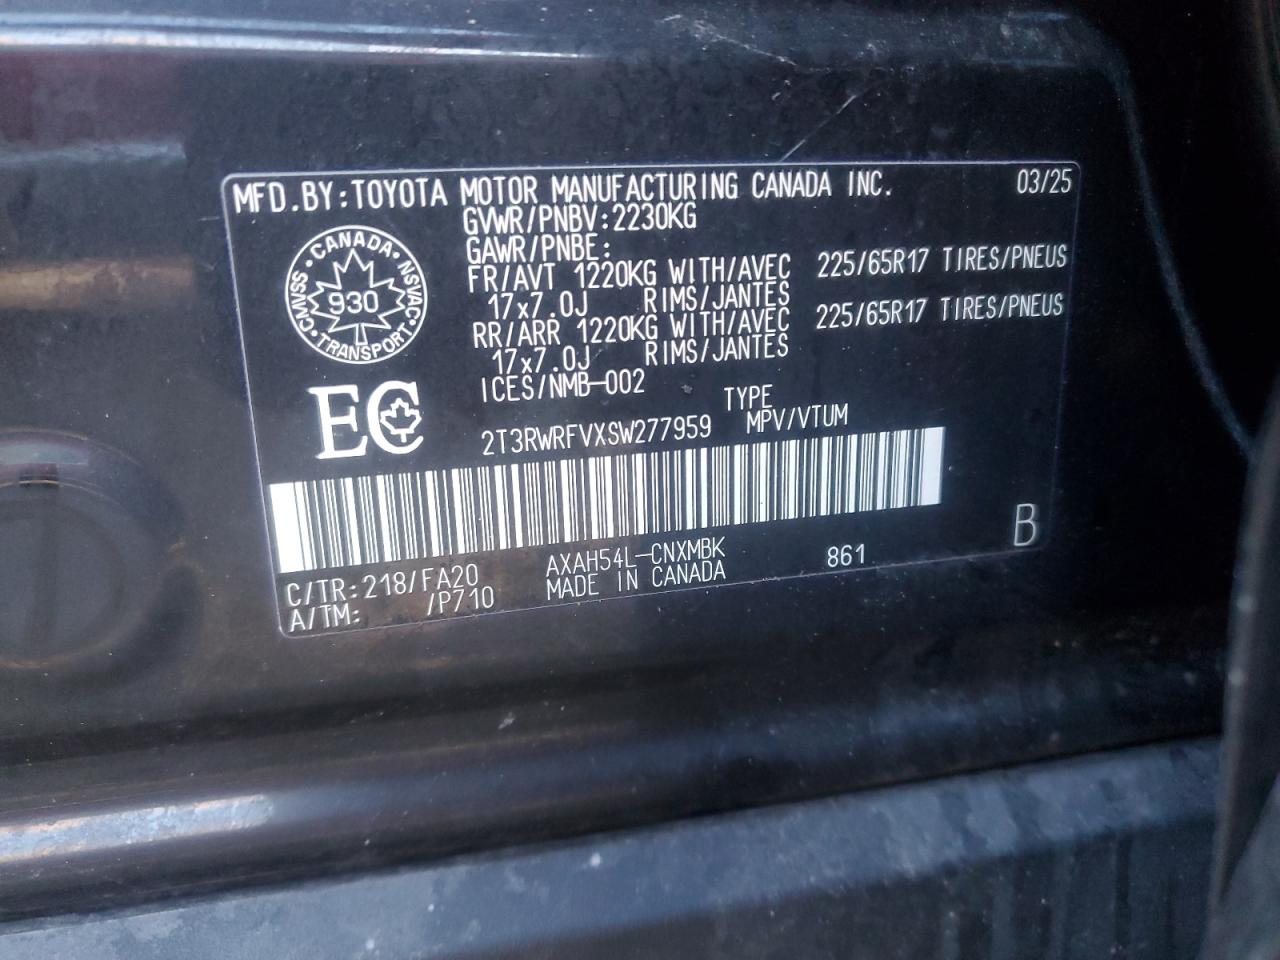 MFD.BY:TOYOTA MOTOR MANUFACTURING CANADA INC. 03/25
GVWR/PNBV:2230KG
GAWR/PNBE:
FR/AVT 1220KG WITH/AVEC 225/65R17 TIRES/PNEUS
17x7.0J RIMS/JANTES
RR/ARR 1220KG WITH/AVEC 225/65R17 TIRES/PNEUS
17x7.0J RIMS/JANTES
ICES/NMB-002
CANADA
CMVSS 930 NSVAC
TRANSPORT
EC
TYPE
2T3RWRFVXSW277959 MPV/VTUM
B
C/TR:218/FA20 AXAH54L-CNXMBK 861
A/TM: /P710 MADE IN CANADA